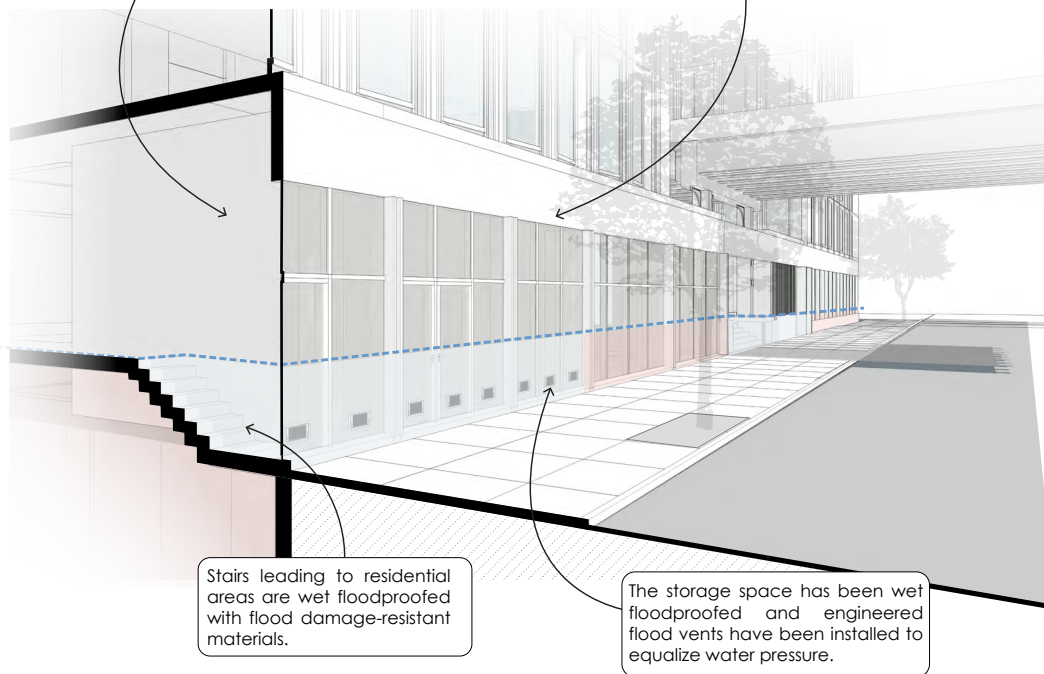 Stairs leading to residential
areas are wet floodproofed
with flood damage-resistant
materials.
The storage space has been wet
floodproofed and engineered
flood vents have been installed to
equalize water pressure.